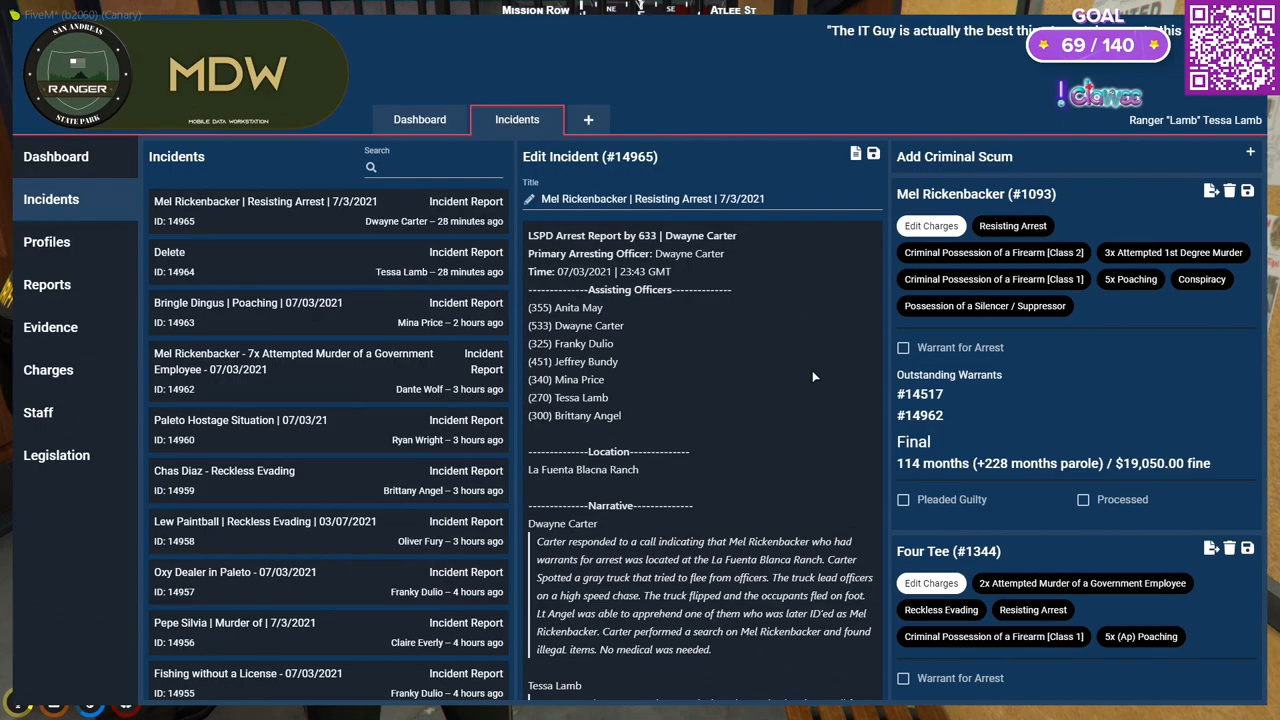 FiveM® (b2060) (Canary)
Mission Row
SE
Atlee St
SAN ANDREAS
RANGER
STATE PARK
MDW
MOBILE DATA WORKSTATION
"The IT Guy is actually the best
GOAL
69 / 140
Ranger "Lamb" Tessa Lamb
Dashboard
Incidents
+
Dashboard
Incidents
Profiles
Reports
Evidence
Charges
Staff
Legislation
Incidents
Search
Mel Rickenbacker | Resisting Arrest | 7/3/2021 Incident Report
ID: 14965 Dwayne Carter – 28 minutes ago
Delete Incident Report
ID: 14964 Tessa Lamb – 28 minutes ago
Bringle Dingus | Poaching | 07/03/2021 Incident Report
ID: 14963 Mina Price – 2 hours ago
Mel Rickenbacker - 7x Attempted Murder of a Government Incident
Employee - 07/03/2021 Report
ID: 14962 Dante Wolf – 3 hours ago
Paleto Hostage Situation | 07/03/21 Incident Report
ID: 14960 Ryan Wright – 3 hours ago
Chas Diaz - Reckless Evading Incident Report
ID: 14959 Brittany Angel – 3 hours ago
Lew Paintball | Reckless Evading | 03/07/2021 Incident Report
ID: 14958 Oliver Fury – 3 hours ago
Oxy Dealer in Paleto - 07/03/2021 Incident Report
ID: 14957 Franky Dulio – 4 hours ago
Pepe Silvia | Murder of | 7/3/2021 Incident Report
ID: 14956 Claire Everly – 4 hours ago
Fishing without a License - 07/03/2021 Incident Report
ID: 14955 Franky Dulio – 4 hours ago
Edit Incident (#14965)
Title
Mel Rickenbacker | Resisting Arrest | 7/3/2021
LSPD Arrest Report by 633 | Dwayne Carter
Primary Arresting Officer: Dwayne Carter
Time: 07/03/2021 | 23:43 GMT
--------------Assisting Officers--------------
(355) Anita May
(533) Dwayne Carter
(325) Franky Dulio
(451) Jeffrey Bundy
(340) Mina Price
(270) Tessa Lamb
(300) Brittany Angel
--------------Location--------------
La Fuenta Blacna Ranch
--------------Narrative--------------
Dwayne Carter
Carter responded to a call indicating that Mel Rickenbacker who had
warrants for arrest was located at the La Fuenta Blanca Ranch. Carter
Spotted a gray truck that tried to flee from officers. The truck lead officers
on a high speed chase. The truck flipped and the occupants fled on foot.
Lt Angel was able to apprehend one of them who was later ID'ed as Mel
Rickenbacker. Carter performed a search on Mel Rickenbacker and found
illegal items. No medical was needed.
Tessa Lamb
Add Criminal Scum
+
Mel Rickenbacker (#1093)
Edit Charges Resisting Arrest
Criminal Possession of a Firearm [Class 2] 3x Attempted 1st Degree Murder
Criminal Possession of a Firearm [Class 1] 5x Poaching Conspiracy
Possession of a Silencer / Suppressor
Warrant for Arrest
Outstanding Warrants
#14517
#14962
Final
114 months (+228 months parole) / $19,050.00 fine
Pleaded Guilty Processed
Four Tee (#1344)
Edit Charges 2x Attempted Murder of a Government Employee
Reckless Evading Resisting Arrest
Criminal Possession of a Firearm [Class 1] 5x (Ap) Poaching
Warrant for Arrest